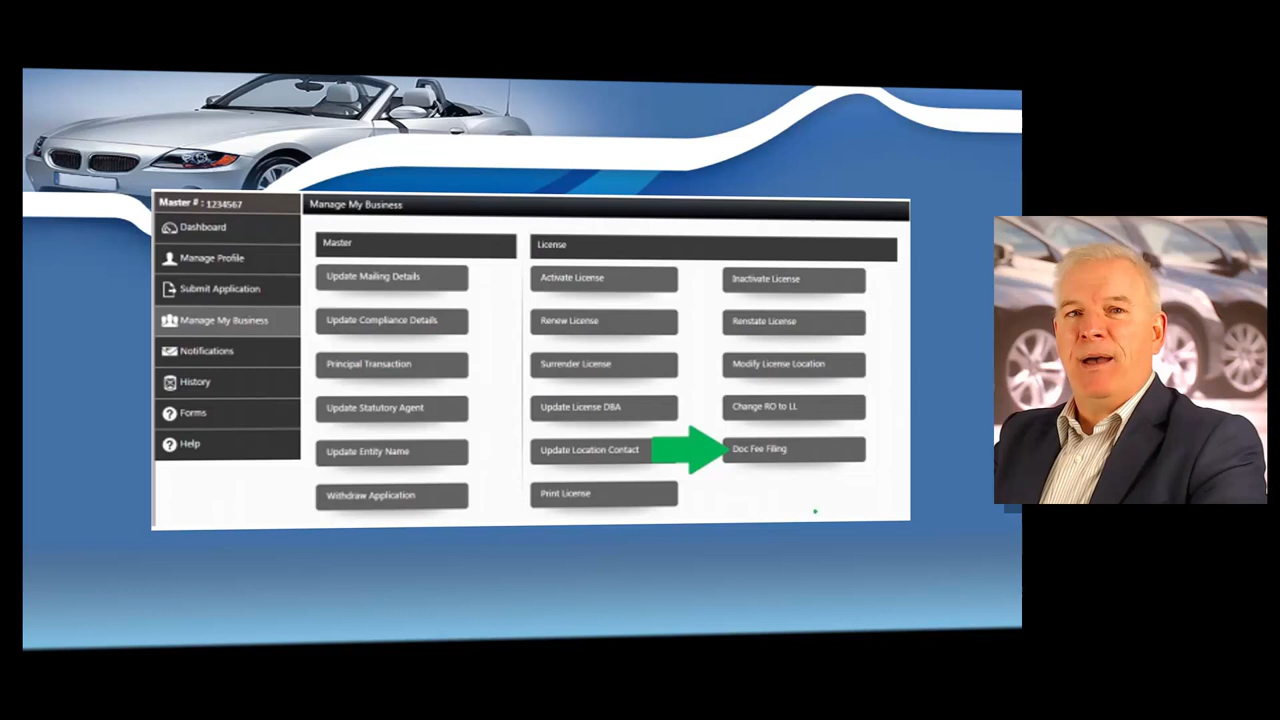 Master # : 1234567
Dashboard
Manage Profile
Submit Application
Manage My Business
Notifications
History
Forms
Help
Manage My Business
Master
Update Mailing Details
Update Compliance Details
Principal Transaction
Update Statutory Agent
Update Entity Name
Withdraw Application
License
Activate License
Renew License
Surrender License
Update License DBA
Update Location Contact
Print License
Inactivate License
Renstate License
Modify License Location
Change RO to LL
Doc Fee Filing